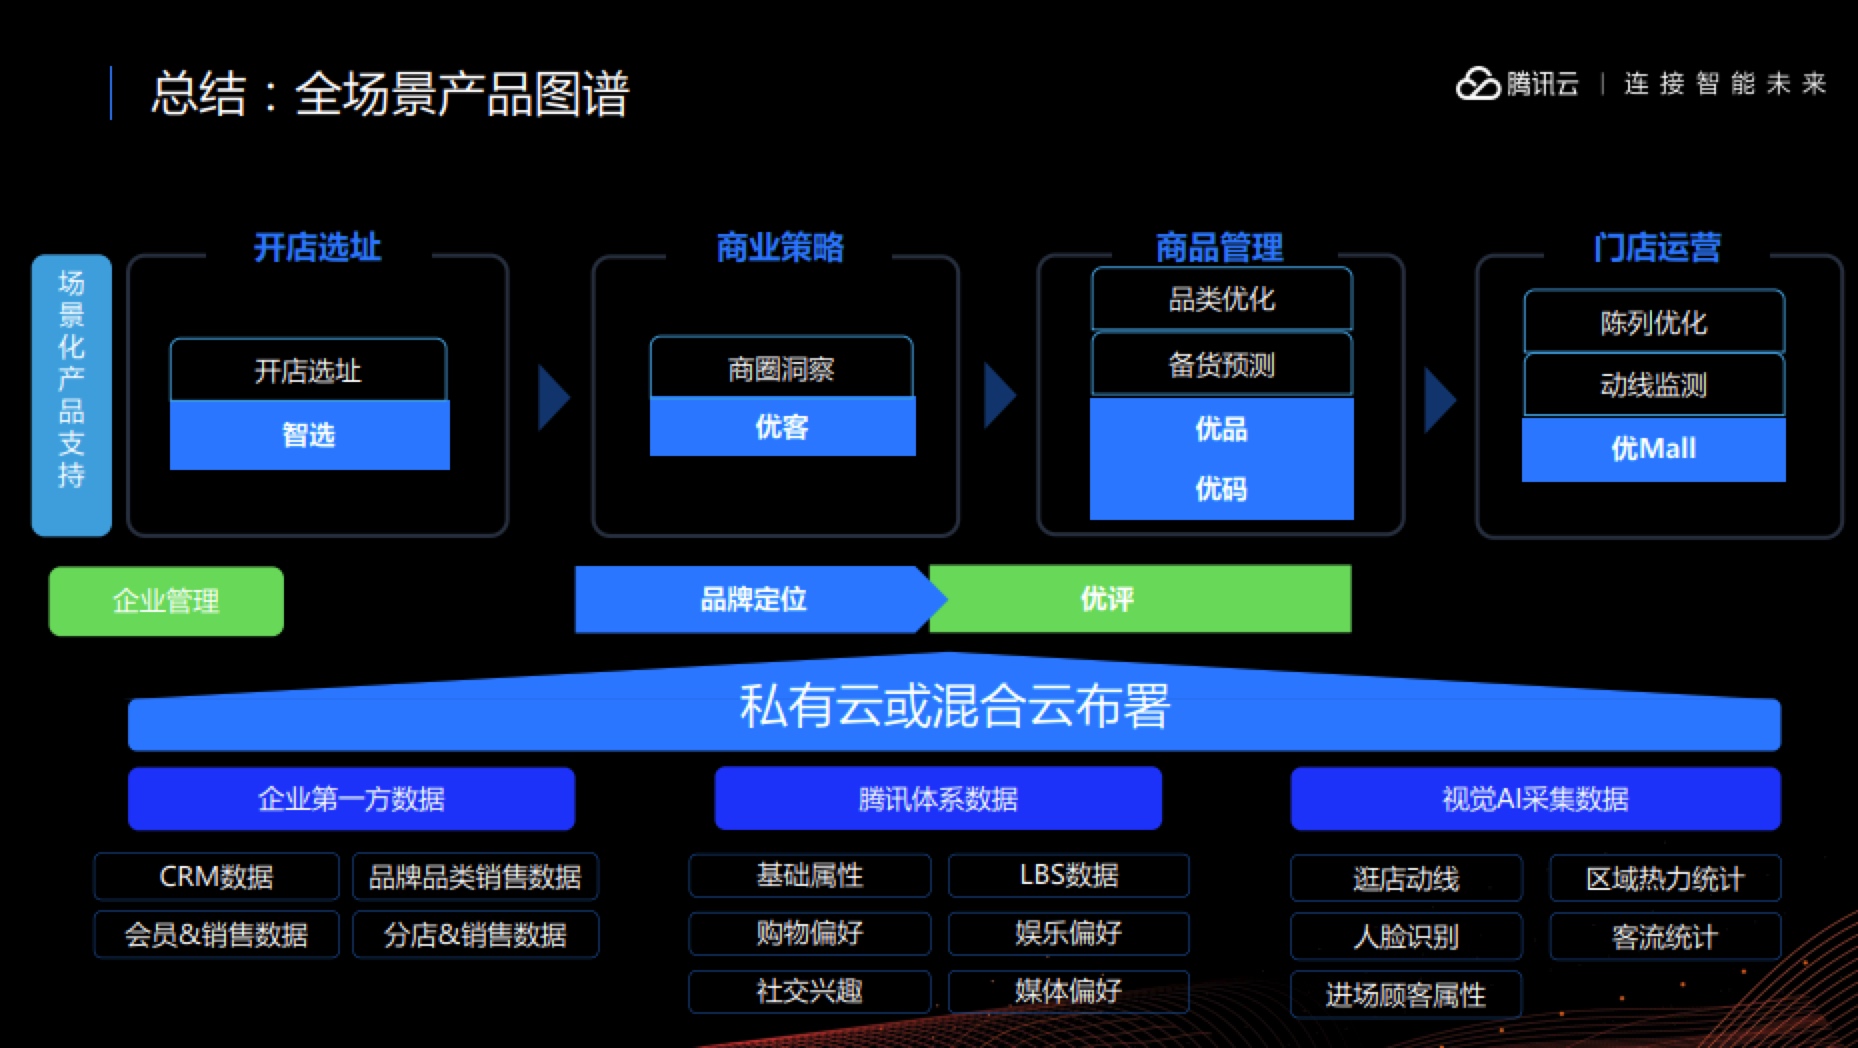 总结：全场景产品图谱
腾讯云 | 连接智能未来
场景化产品支持
开店选址
开店选址
智选
商业策略
商圈洞察
优客
商品管理
品类优化
备货预测
优品
优码
门店运营
陈列优化
动线监测
优Mall
企业管理
品牌定位
优评
私有云或混合云布署
企业第一方数据
CRM数据
品牌品类销售数据
会员&销售数据
分店&销售数据
腾讯体系数据
基础属性
LBS数据
购物偏好
娱乐偏好
社交兴趣
媒体偏好
视觉AI采集数据
逛店动线
区域热力统计
人脸识别
客流统计
进场顾客属性